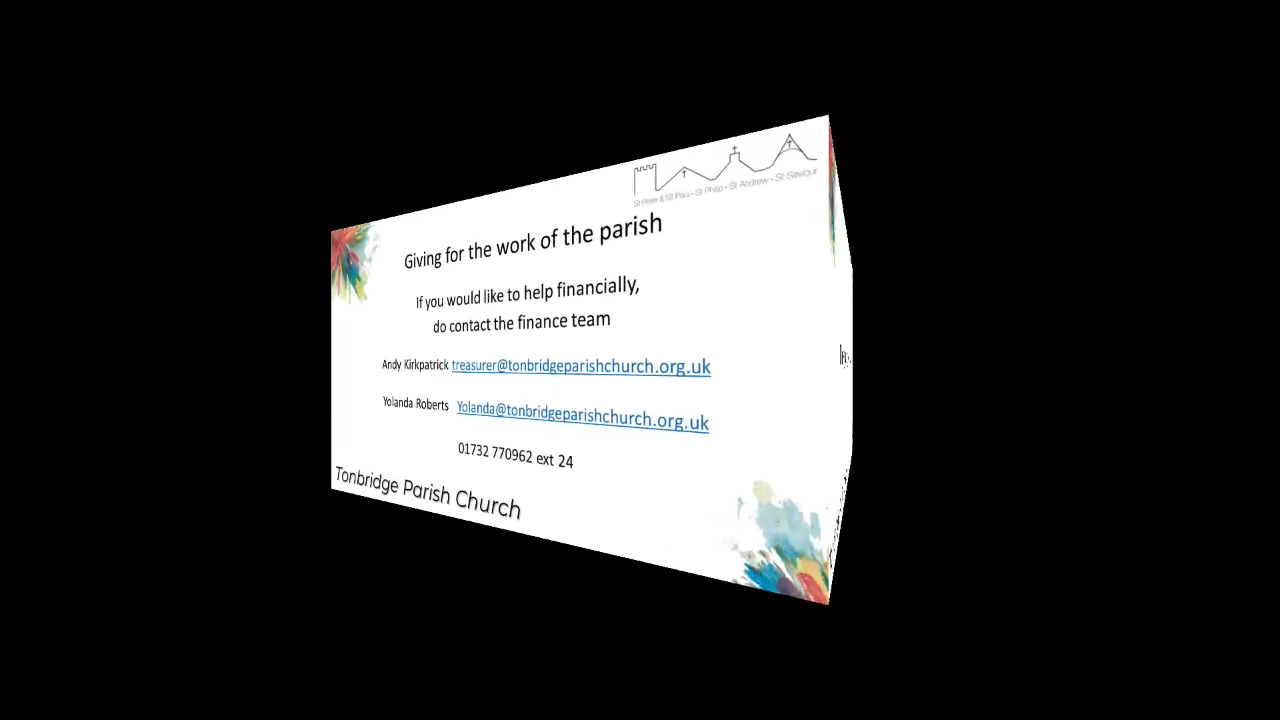 St Peter & St Paul • St Philip • St Andrew • St Saviour
Giving for the work of the parish
If you would like to help financially,
do contact the finance team
Andy Kirkpatrick treasurer@tonbridgeparishchurch.org.uk
Yolanda Roberts Yolanda@tonbridgeparishchurch.org.uk
01732 770962 ext 24
Tonbridge Parish Church